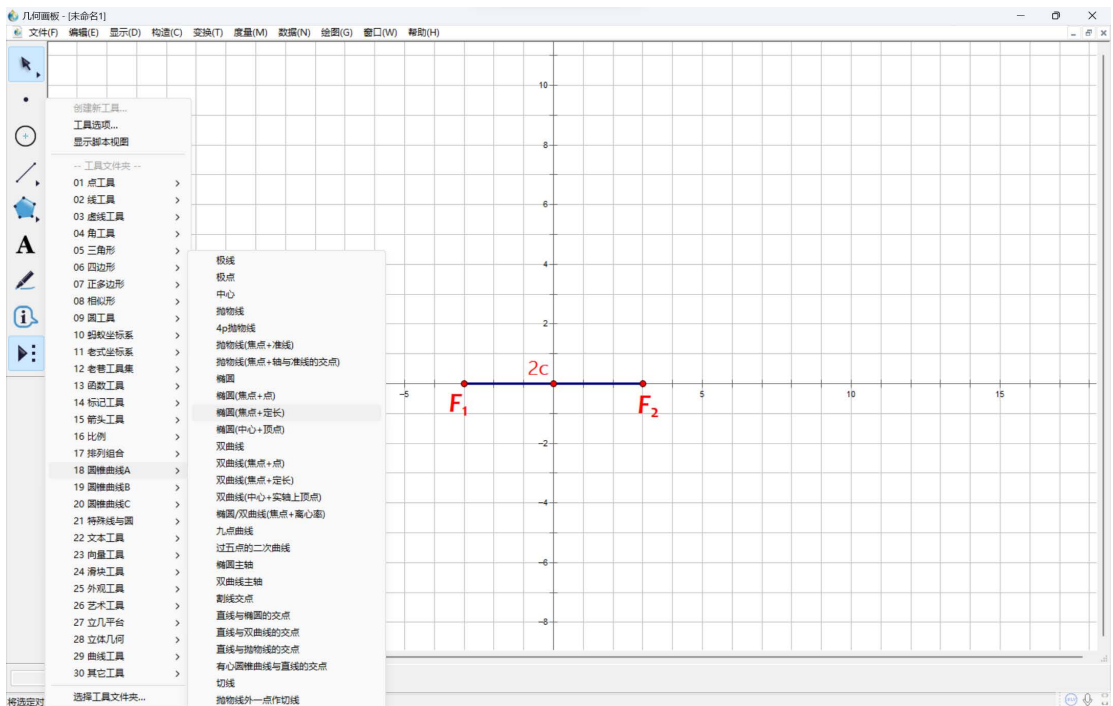 几何画板 - [未命名1]
文件(F) 编辑(E) 显示(D) 构造(C) 变换(T) 度量(M) 数据(N) 绘图(G) 窗口(W) 帮助(H)
创建新工具...
工具选项...
显示脚本视图
-- 工具文件夹 --
01 点工具
02 线工具
03 虚线工具
04 角工具
05 三角形
06 四边形
07 正多边形
08 相似形
09 圆工具
10 蚂蚁坐标系
11 老式坐标系
12 老巷工具集
13 函数工具
14 标记工具
15 箭头工具
16 比例
17 排列组合
18 圆锥曲线A
19 圆锥曲线B
20 圆锥曲线C
21 特殊线与圆
22 文本工具
23 向量工具
24 滑块工具
25 外观工具
26 艺术工具
27 立几平台
28 立体几何
29 曲线工具
30 其它工具
选择工具文件夹...
极线
极点
中心
抛物线
4p抛物线
抛物线(焦点+准线)
抛物线(焦点+轴与准线的交点)
椭圆
椭圆(焦点+点)
椭圆(焦点+定长)
椭圆(中心+顶点)
双曲线
双曲线(焦点+点)
双曲线(焦点+定长)
双曲线(中心+实轴上顶点)
椭圆/双曲线(焦点+离心率)
九点曲线
过五点的二次曲线
椭圆主轴
双曲线主轴
割线交点
直线与椭圆的交点
直线与双曲线的交点
直线与抛物线的交点
有心圆锥曲线与直线的交点
切线
抛物线外一点作切线
10
8
6
4
2
2c
-5
5
10
15
F₁
F₂
-2
-4
-6
-8
A
将选定对